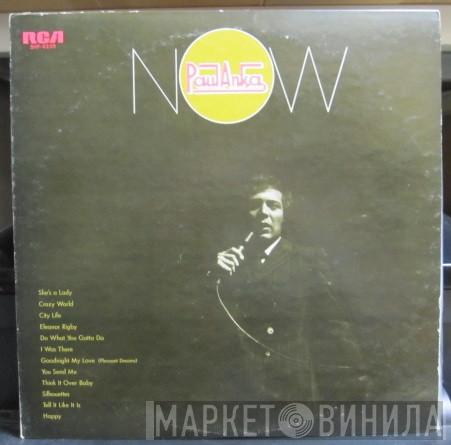 RCA
NOW
Paul Anka
She's a Lady
Crazy World
City Life
Eleanor Rigby
Do What You Gotta Do
I Was There
Goodnight My Love (Pleasant Dreams)
You Send Me
Think It Over Baby
Silhouettes
Tell It Like It Is
Happy
МАРКЕТ ВИНИЛА